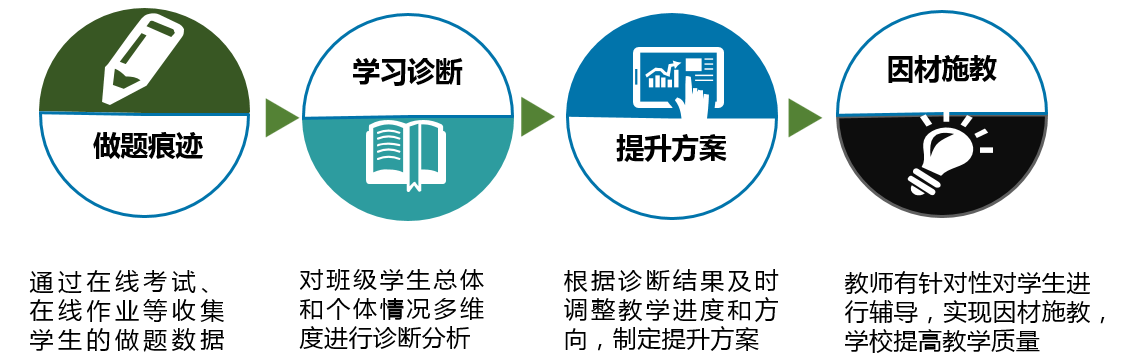 做题痕迹
学习诊断
提升方案
因材施教
通过在线考试、
在线作业等收集
学生的做题数据
对班级学生总体
和个体情况多维
度进行诊断分析
根据诊断结果及时
调整教学进度和方
向，制定提升方案
教师有针对性对学生进
行辅导，实现因材施教，
学校提高教学质量